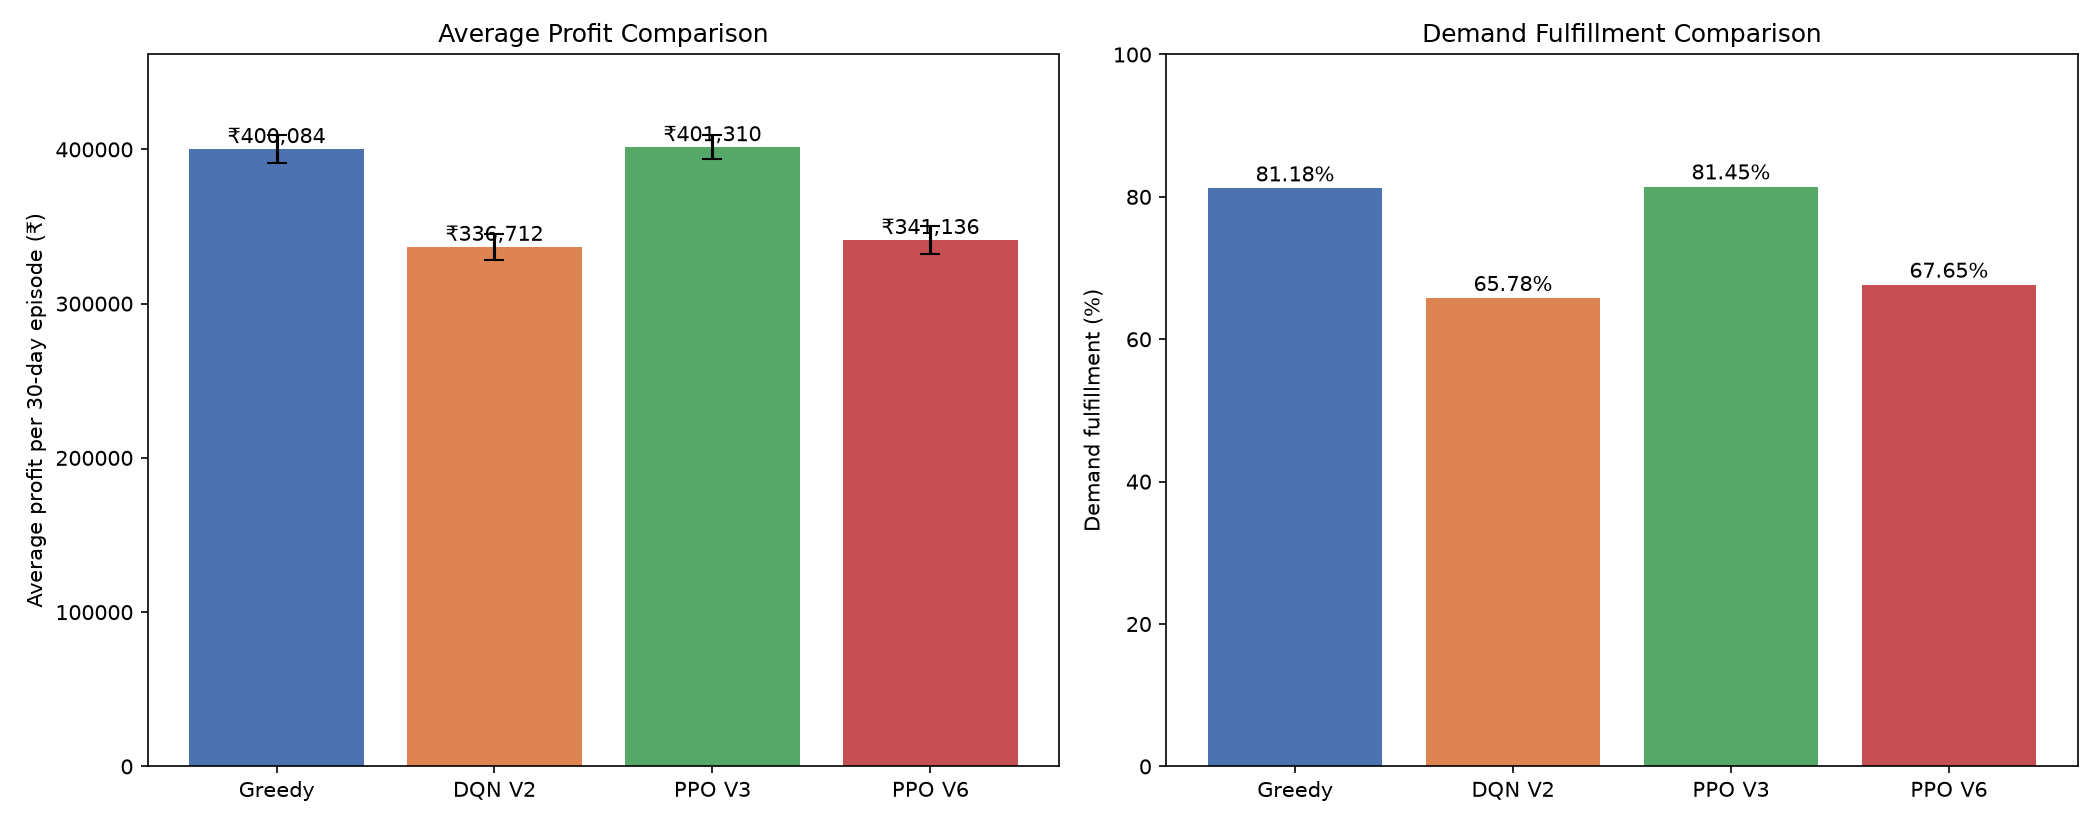 Average Profit Comparison
Average profit per 30-day episode (₹)
400000
300000
200000
100000
0
₹400,084
₹336,712
₹401,310
₹341,136
Greedy
DQN V2
PPO V3
PPO V6
Demand Fulfillment Comparison
Demand fulfillment (%)
100
80
60
40
20
0
81.18%
65.78%
81.45%
67.65%
Greedy
DQN V2
PPO V3
PPO V6